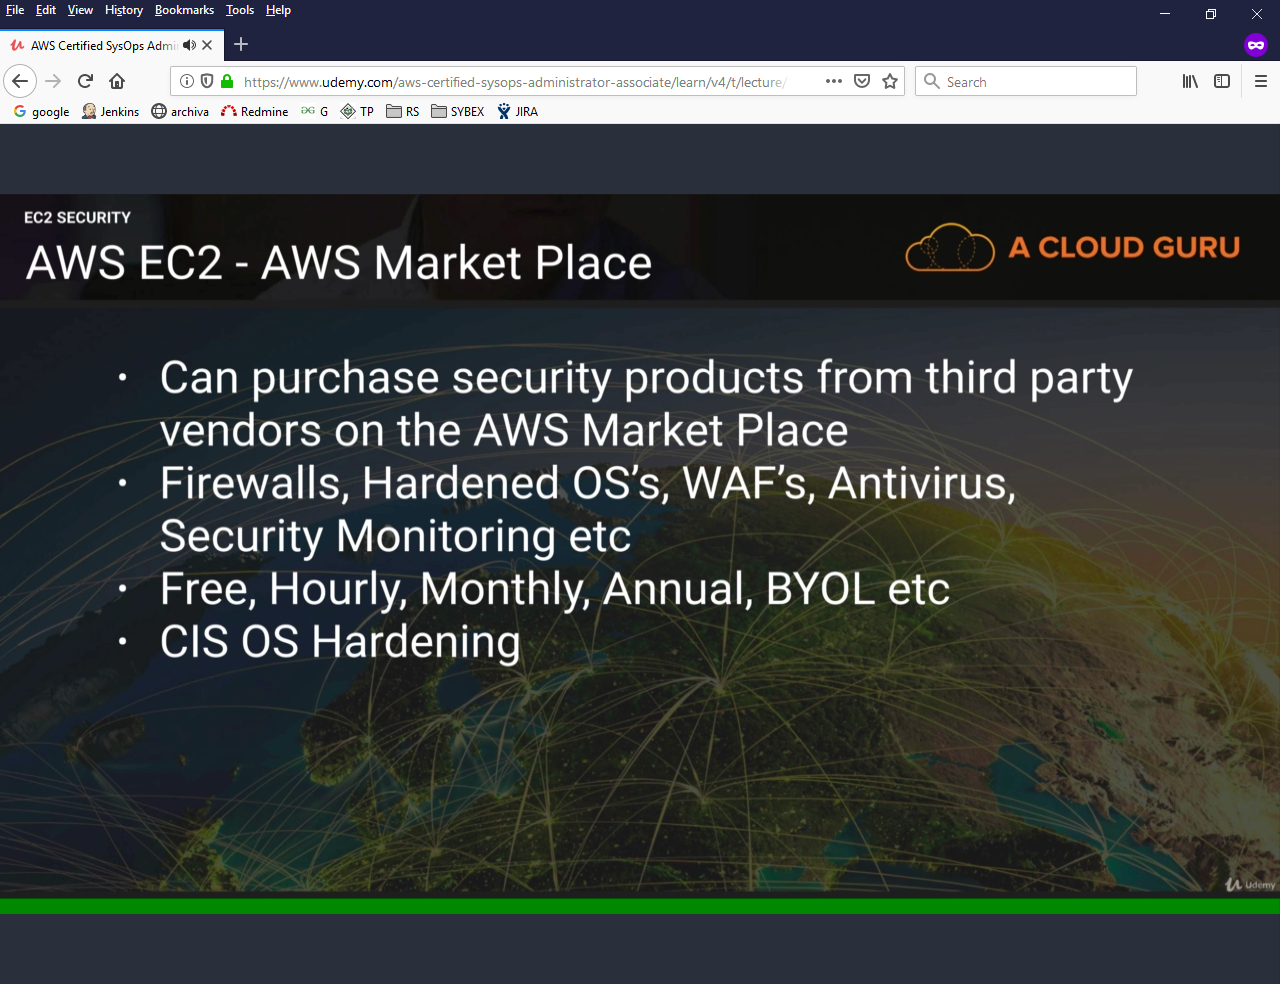 File Edit View History Bookmarks Tools Help
AWS Certified SysOps Admi
https://www.udemy.com/aws-certified-sysops-administrator-associate/learn/v4/t/lecture/
Search
google Jenkins archiva Redmine G TP RS SYBEX JIRA
EC2 SECURITY
AWS EC2 - AWS Market Place
A CLOUD GURU
• Can purchase security products from third party
vendors on the AWS Market Place
• Firewalls, Hardened OS’s, WAF’s, Antivirus,
Security Monitoring etc
• Free, Hourly, Monthly, Annual, BYOL etc
• CIS OS Hardening
Udemy